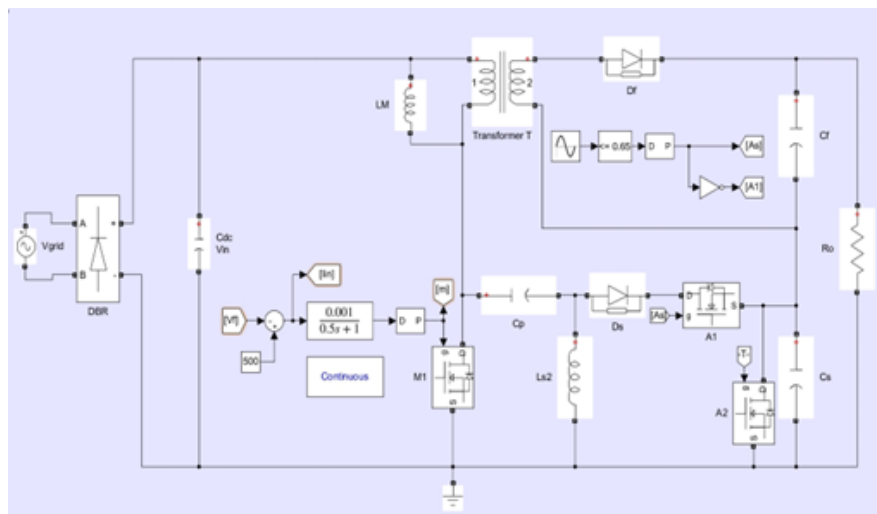 LM
1
2
Transformer T
Df
<= 0.65
D P
[As]
[A1]
Cf
A
B
+
-
Vgrid
DBR
Cdc
Vin
Ro
[Iin]
[Vf]
500
0.001
0.5s + 1
D P
[m]
Continuous
M1
g D
S
Cp
Ds
Ls2
[As]
D
g
S
A1
-T-
A2
g D
S
Cs